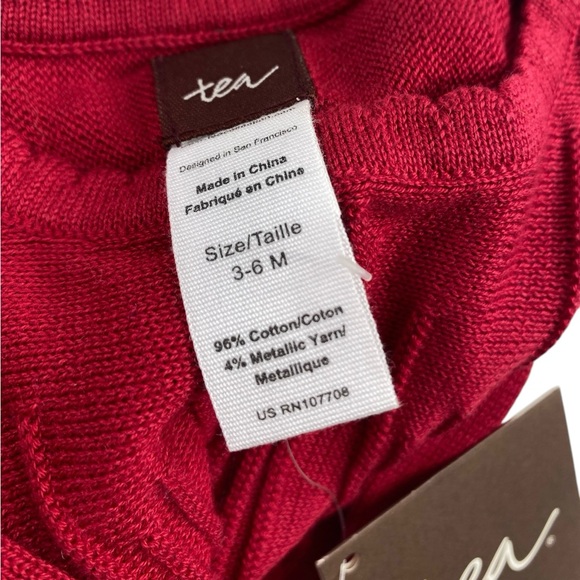 tea
Designed in San Francisco
Made in China
Fabriqué en Chine
Size/Taille
3-6 M
96% Cotton/Coton
4% Metallic Yarn/
Metallique
US RN107708
ea